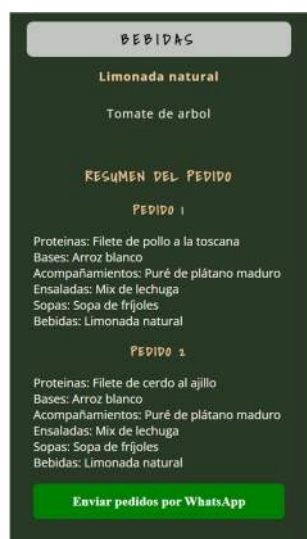 BEBIDAS
Limonada natural
Tomate de arbol
RESUMEN DEL PEDIDO
PEDIDO 1
Proteinas: Filete de pollo a la toscana
Bases: Arroz blanco
Acompañamientos: Puré de plátano maduro
Ensaladas: Mix de lechuga
Sopas: Sopa de fríjoles
Bebidas: Limonada natural
PEDIDO 2
Proteinas: Filete de cerdo al ajillo
Bases: Arroz blanco
Acompañamientos: Puré de plátano maduro
Ensaladas: Mix de lechuga
Sopas: Sopa de fríjoles
Bebidas: Limonada natural
Enviar pedidos por WhatsApp